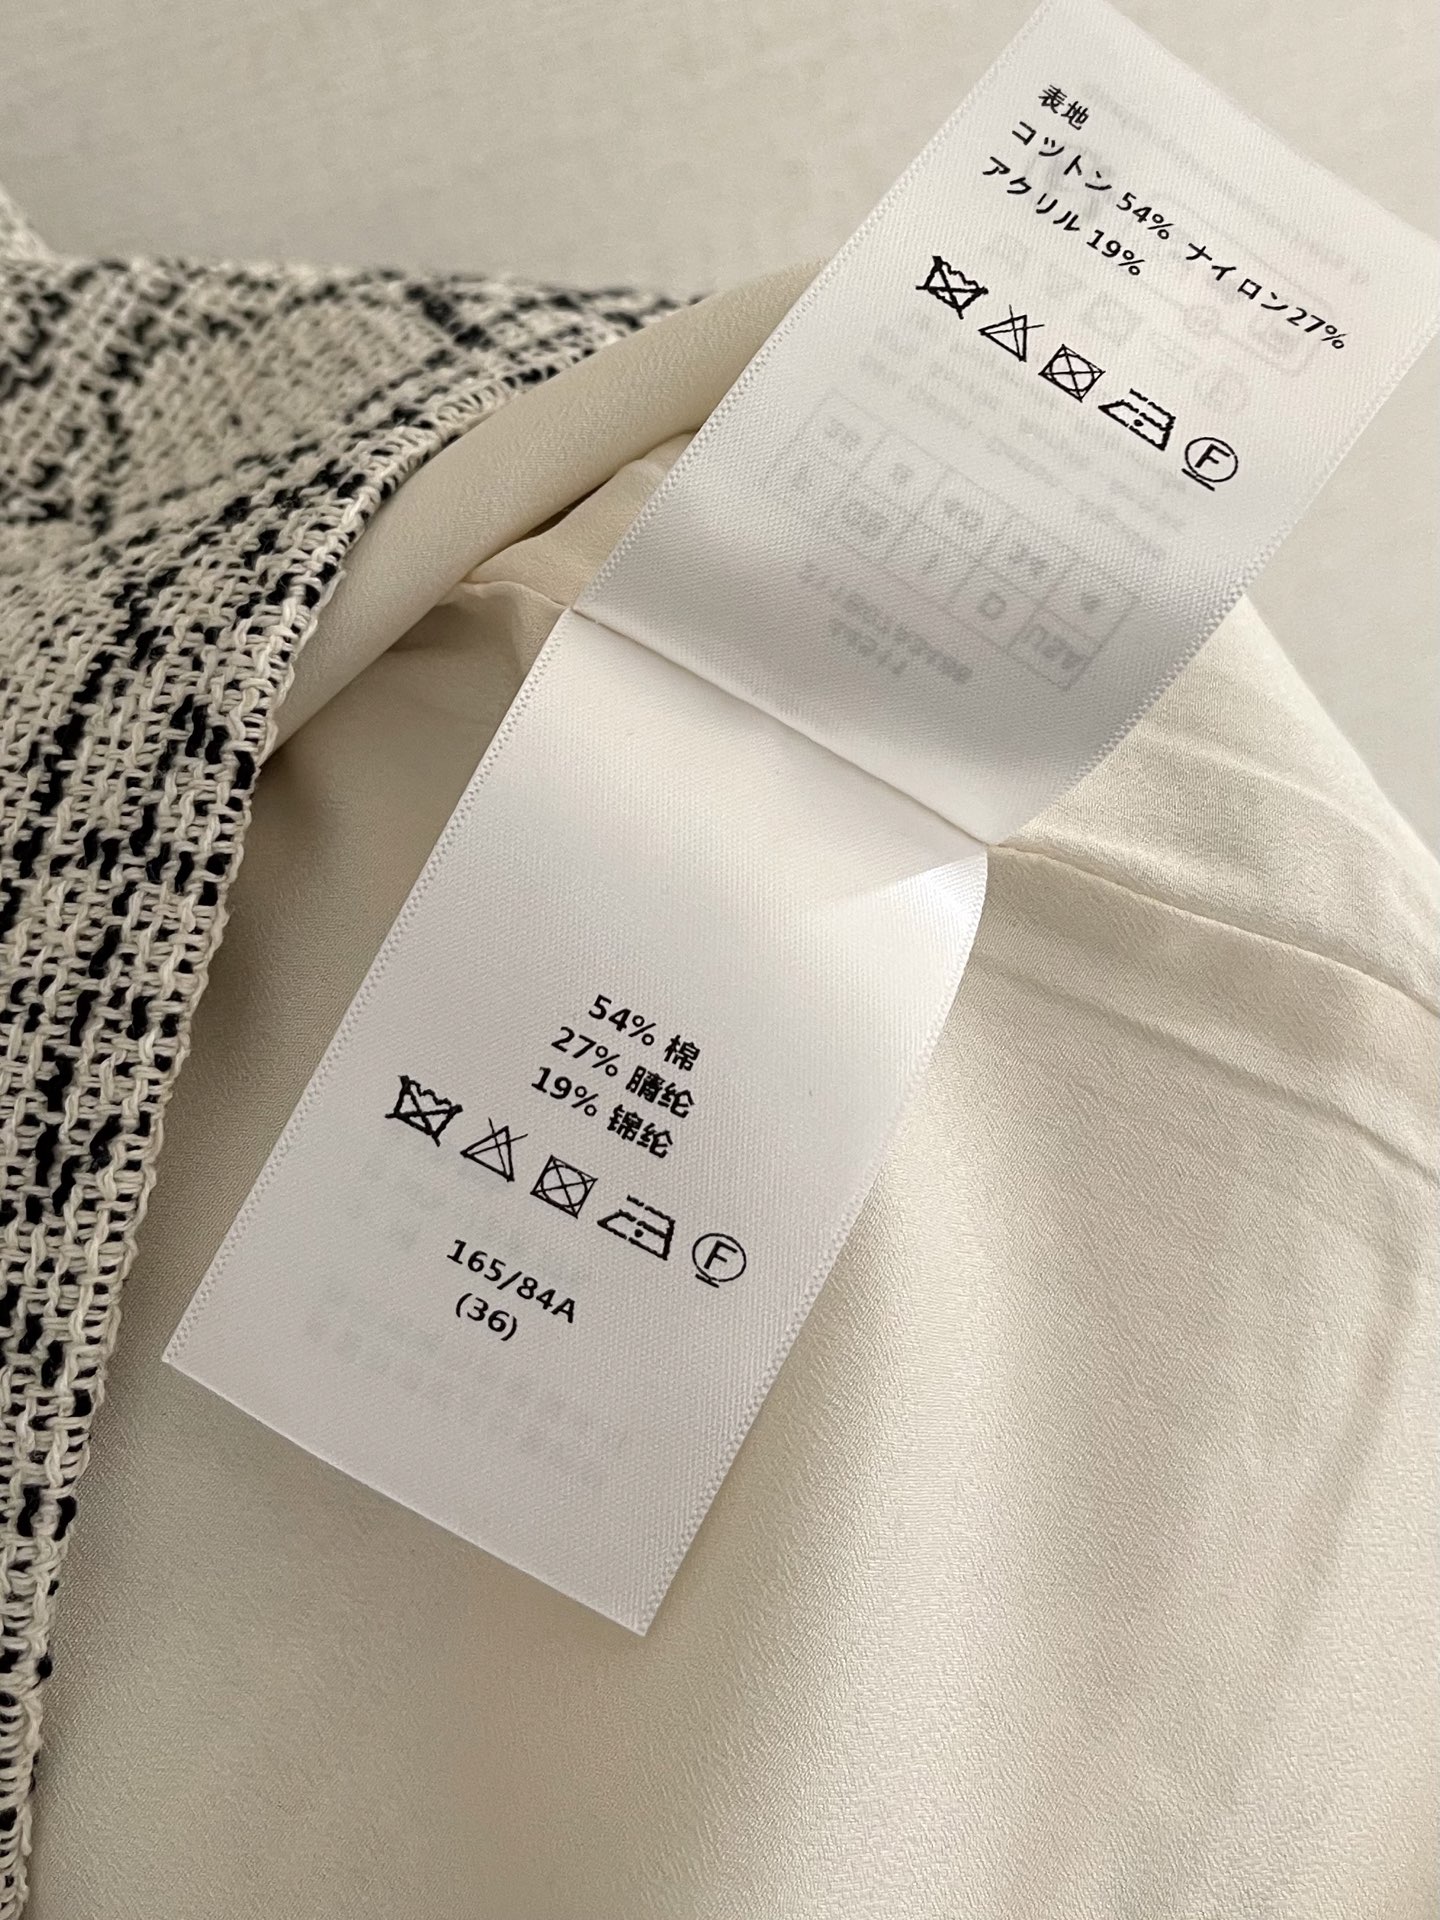 表地
コットン 54% ナイロン27%
アクリル 19%
F
54% 棉
27% 腈纶
19% 锦纶
F
165/84A
(36)